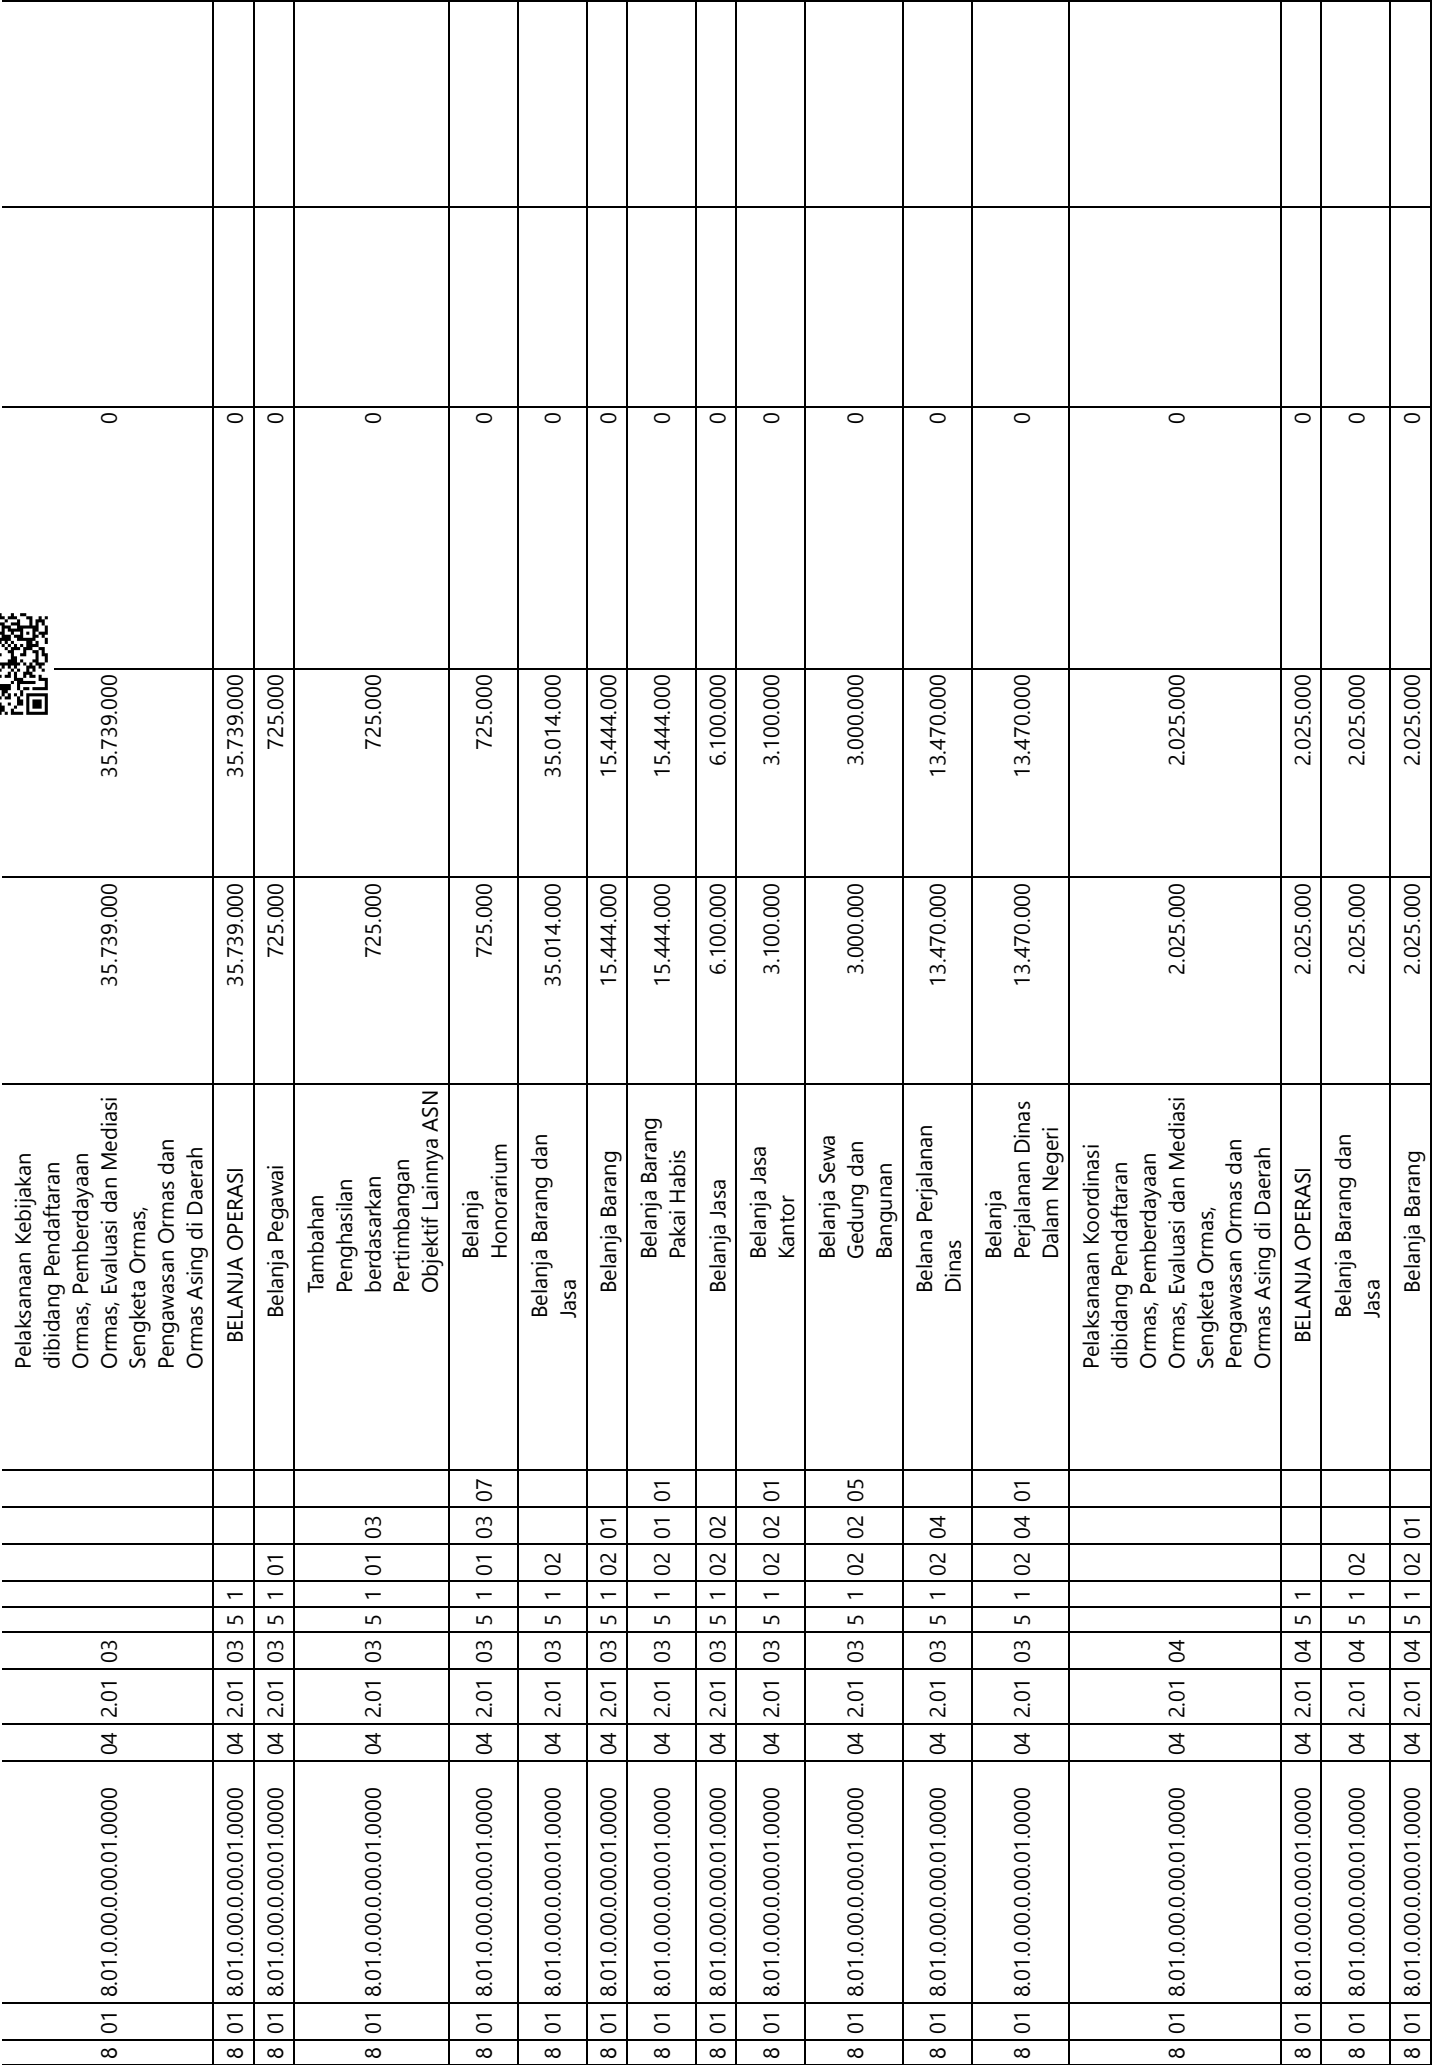 8 01 8.01.0.00.0.00.01.0000 04 2.01 03 Pelaksanaan Kebijakan 35.739.000 35.739.000 0
dibidang Pendaftaran
Ormas, Pemberdayaan
Ormas, Evaluasi dan Mediasi
Sengketa Ormas,
Pengawasan Ormas dan
Ormas Asing di Daerah
8 01 8.01.0.00.0.00.01.0000 04 2.01 03 5 1 BELANJA OPERASI 35.739.000 35.739.000 0
8 01 8.01.0.00.0.00.01.0000 04 2.01 03 5 1 01 Belanja Pegawai 725.000 725.000 0
8 01 8.01.0.00.0.00.01.0000 04 2.01 03 5 1 01 03 Tambahan 725.000 725.000 0
Penghasilan
berdasarkan
Pertimbangan
Objektif Lainnya ASN
8 01 8.01.0.00.0.00.01.0000 04 2.01 03 5 1 01 03 07 Belanja 725.000 725.000 0
Honorarium
8 01 8.01.0.00.0.00.01.0000 04 2.01 03 5 1 02 Belanja Barang dan 35.014.000 35.014.000 0
Jasa
8 01 8.01.0.00.0.00.01.0000 04 2.01 03 5 1 02 01 Belanja Barang 15.444.000 15.444.000 0
8 01 8.01.0.00.0.00.01.0000 04 2.01 03 5 1 02 01 01 Belanja Barang 15.444.000 15.444.000 0
Pakai Habis
8 01 8.01.0.00.0.00.01.0000 04 2.01 03 5 1 02 02 Belanja Jasa 6.100.000 6.100.000 0
8 01 8.01.0.00.0.00.01.0000 04 2.01 03 5 1 02 02 01 Belanja Jasa 3.100.000 3.100.000 0
Kantor
8 01 8.01.0.00.0.00.01.0000 04 2.01 03 5 1 02 02 05 Belanja Sewa 3.000.000 3.000.000 0
Gedung dan
Bangunan
8 01 8.01.0.00.0.00.01.0000 04 2.01 03 5 1 02 04 Belana Perjalanan 13.470.000 13.470.000 0
Dinas
8 01 8.01.0.00.0.00.01.0000 04 2.01 03 5 1 02 04 01 Belanja 13.470.000 13.470.000 0
Perjalanan Dinas
Dalam Negeri
8 01 8.01.0.00.0.00.01.0000 04 2.01 04 Pelaksanaan Koordinasi 2.025.000 2.025.000 0
dibidang Pendaftaran
Ormas, Pemberdayaan
Ormas, Evaluasi dan Mediasi
Sengketa Ormas,
Pengawasan Ormas dan
Ormas Asing di Daerah
8 01 8.01.0.00.0.00.01.0000 04 2.01 04 5 1 BELANJA OPERASI 2.025.000 2.025.000 0
8 01 8.01.0.00.0.00.01.0000 04 2.01 04 5 1 02 Belanja Barang dan 2.025.000 2.025.000 0
Jasa
8 01 8.01.0.00.0.00.01.0000 04 2.01 04 5 1 02 01 Belanja Barang 2.025.000 2.025.000 0